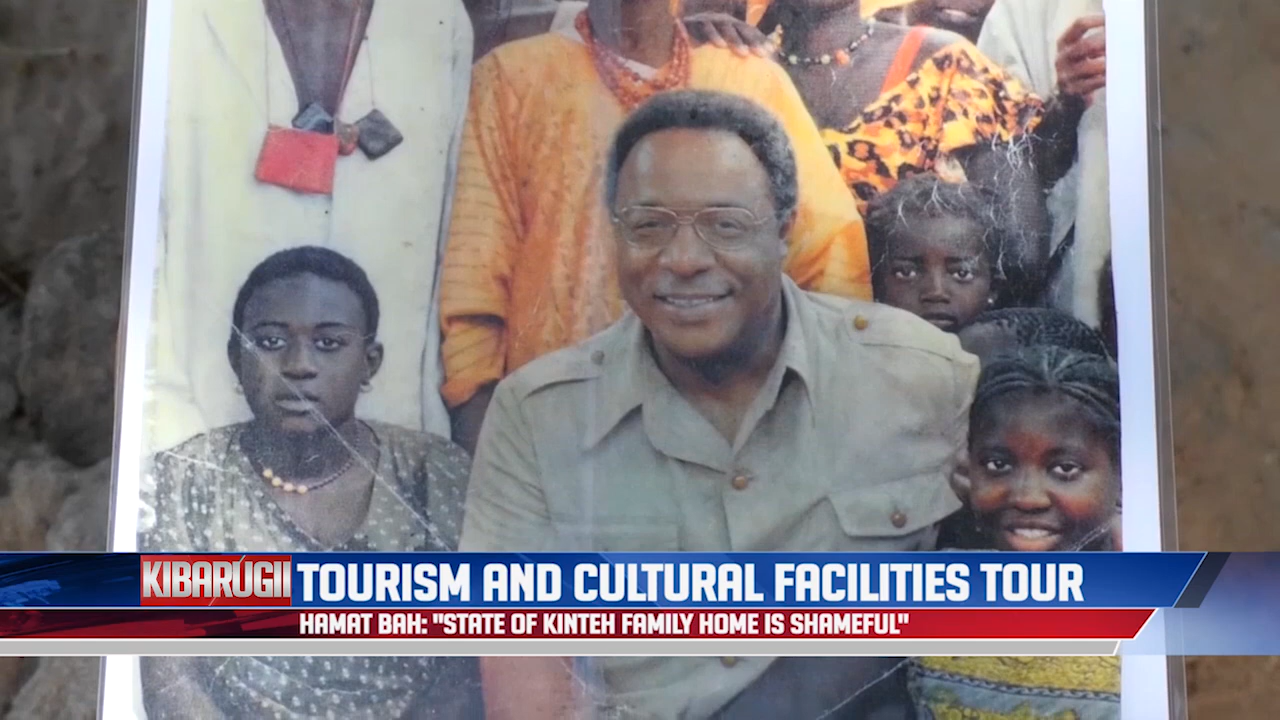 KIBARUGII TOURISM AND CULTURAL FACILITIES TOUR
HAMAT BAH: "STATE OF KINTEH FAMILY HOME IS SHAMEFUL"